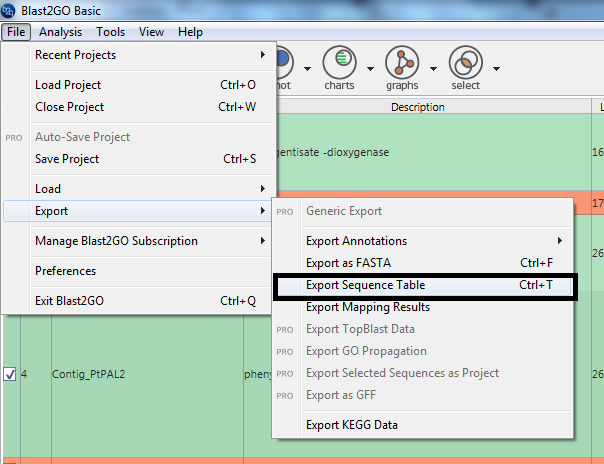 Blast2GO Basic
File Analysis Tools View Help
Recent Projects
Load Project Ctrl+O
Close Project Ctrl+W
PRO Auto-Save Project
Save Project Ctrl+S
Load
Export
Manage Blast2GO Subscription
Preferences
Exit Blast2GO Ctrl+Q
not charts graphs select
Description L
gentisate -dioxygenase 16
17
26
PRO Generic Export
Export Annotations
Export as FASTA Ctrl+F
Export Sequence Table Ctrl+T
Export Mapping Results
PRO Export TopBlast Data
PRO Export GO Propagation
PRO Export Selected Sequences as Project
PRO Export as GFF
Export KEGG Data
4 Contig_PtPAL2 pheny 26